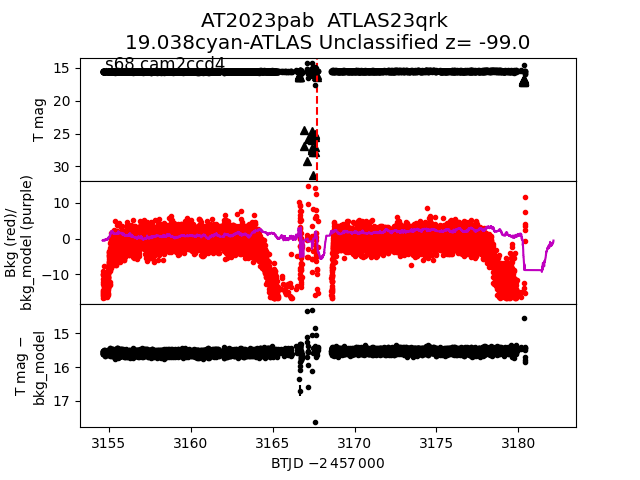 AT2023pab ATLAS23qrk
19.038cyan-ATLAS Unclassified z= -99.0
s68 cam2ccd4
T mag
15
20
25
30
Bkg (red)/
bkg_model (purple)
10
0
−10
T mag −
bkg_model
15
16
17
3155 3160 3165 3170 3175 3180
BTJD −2 457 000